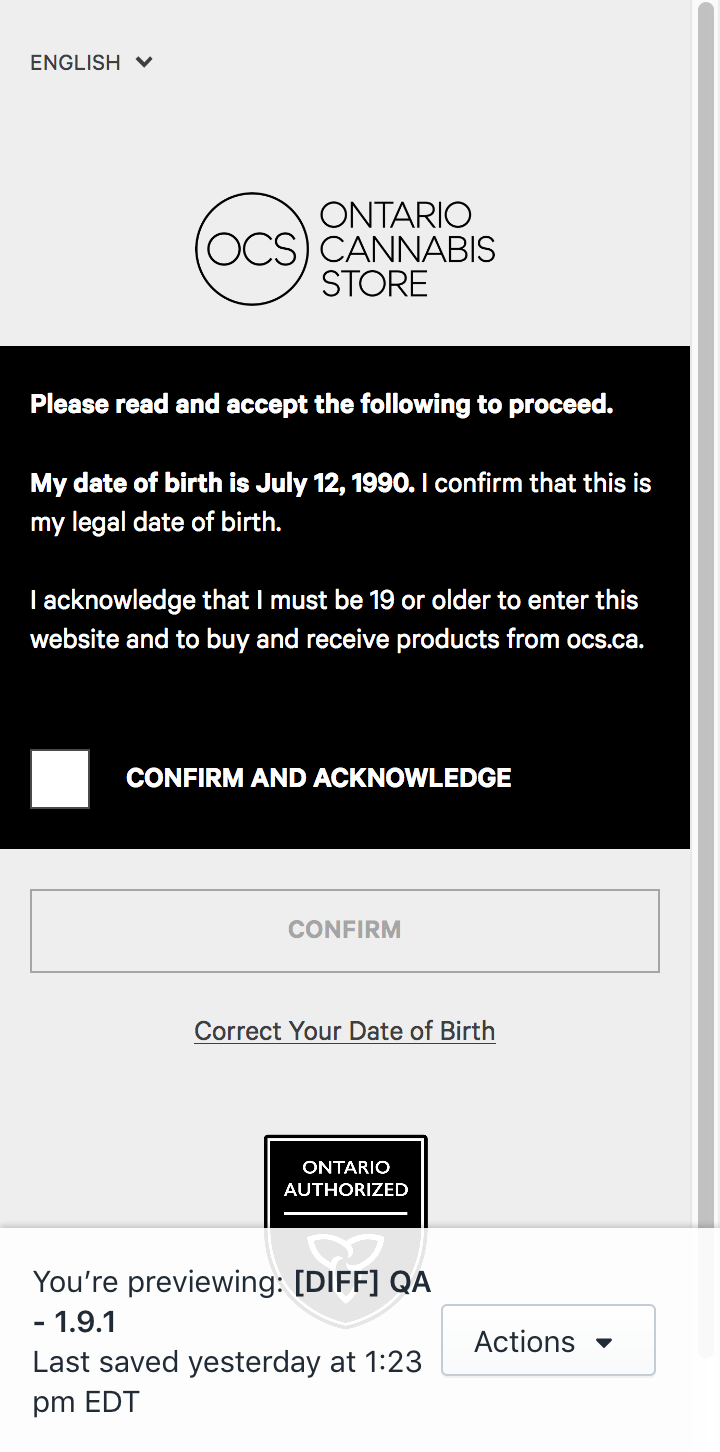 ENGLISH
OCS
ONTARIO
CANNABIS
STORE
Please read and accept the following to proceed.
My date of birth is July 12, 1990. I confirm that this is
my legal date of birth.
I acknowledge that I must be 19 or older to enter this
website and to buy and receive products from ocs.ca.
CONFIRM AND ACKNOWLEDGE
CONFIRM
Correct Your Date of Birth
ONTARIO
AUTHORIZED
You’re previewing: [DIFF] QA
- 1.9.1
Last saved yesterday at 1:23
pm EDT
Actions